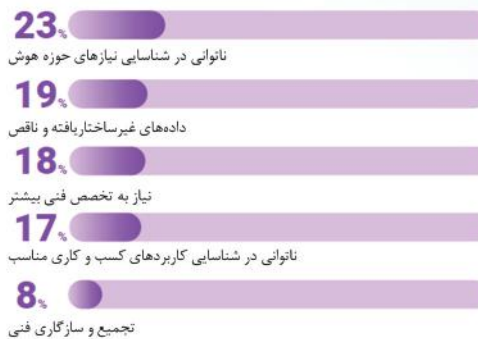 23%
ناتوانی در شناسایی نیازهای حوزه هوش
19%
داده‌های غیرساختاریافته و ناقص
18%
نیاز به تخصص فنی بیشتر
17%
ناتوانی در شناسایی کاربردهای کسب و کاری مناسب
8%
تجمیع و سازگاری فنی